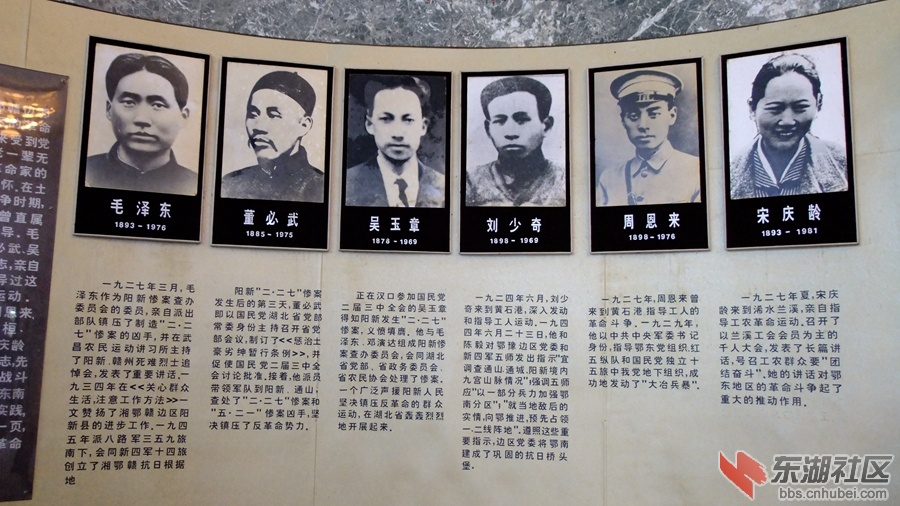 毛泽东
1893－1976
董必武
1885－1975
吴玉章
1878－1969
刘少奇
1898－1969
周恩来
1898－1976
宋庆龄
1893－1981
一九二七年三月，毛
泽东作为阳新惨案查办
委员会的委员，亲自派出
部队镇压了制造"二·二
七"惨案的凶手，并在武
昌农民运动讲习所主持
了阳新、赣州死难烈士追
悼会，发表了重要讲话。一
九三四年在<<关心群众
生活，注意工作方法>>一
文赞扬了湘鄂赣边区阳
新县的进步工作。一九四
五年派八路军三五九旅
南下，会同新四军十四旅
创立了湘鄂赣抗日根据
地
阳新"二·二七"惨案
发生后的第三天，董必武
即以国民党湖北省党部
常委身份主持召开省党
部会议，制订了<<惩治土
豪劣绅暂行条例>>，并
促使国民党二届三中全
会讨论批准，接着，他派员
带领军队到阳新、通山，
查处了"二·二七"惨案和
"五·二一"惨案凶手，坚
决镇压了反革命势力。
正在汉口参加国民党
二届三中全会的吴玉章
得知阳新发生"二·二七"
惨案，义愤填膺，他与毛
泽东、邓演达组成阳新惨
案查办委员会，会同湖北
省党部、省政务委员会、
省农民协会处理了惨案，
一个广泛声援阳新人民
坚决镇压反革命的群众
运动，在湖北省轰轰烈烈
地开展起来。
一九二四年六月，刘少
奇来到黄石港，深入发动
和指导工人运动。一九四
四年六月二十三日，他和
陈毅对鄂豫边区党委和
新四军五师发出指示"宜
调查通山、通城、阳新境内
九宫山脉情况"；强调五师应
"以一部分兵力加强鄂
南分区"；"就当地敌后的
实情，向鄂推进，预先占领
一、二线阵地"。遵照这些重
要指示，边区党委将鄂南
建成了巩固的抗日桥头
堡。
一九二七年，周恩来曾
来到黄石港，指导工人的
革命斗争。一九二九年，
他以中共中央军委书记
身份，指导鄂东党组织，红
五纵队和国民党独立十
五旅中我党地下组织，成
功地发动了"大冶兵暴"。
一九二七年夏，宋庆
龄来到浠水兰溪，亲自指
导工农革命运动，召开了
以兰溪工会会员为主的
千人大会，发表了长篇讲
话，号召工农群众要"团
结奋斗"。她的讲话对鄂
东地区的革命斗争起了
重大的推动作用。
东湖社区
bbs.cnhubei.com